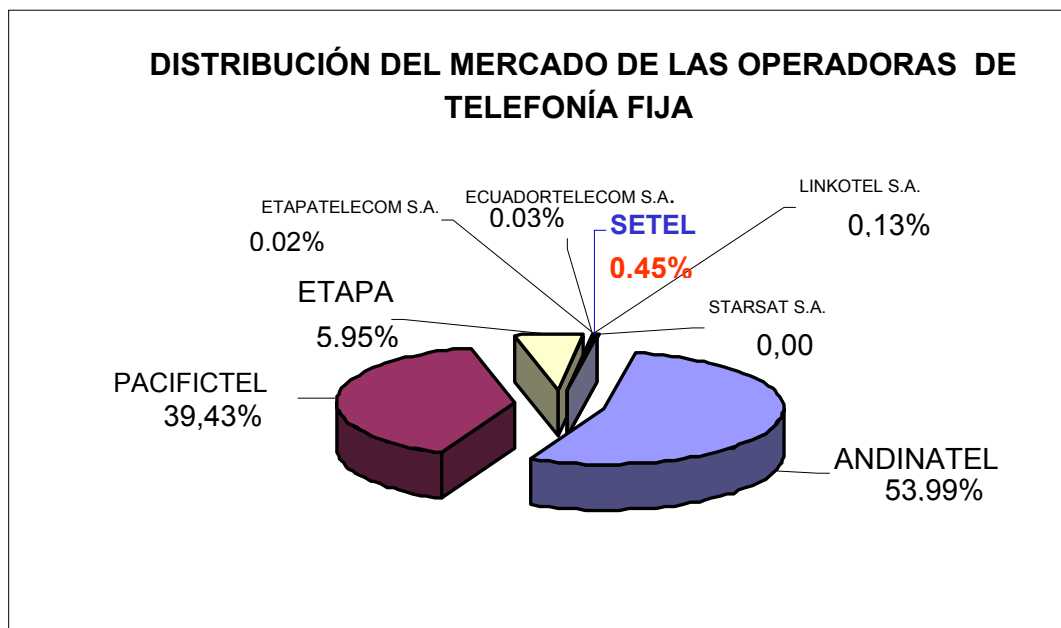 DISTRIBUCIÓN DEL MERCADO DE LAS OPERADORAS DE
TELEFONÍA FIJA
ETAPATELECOM S.A.
0.02%
ECUADORTELECOM S.A.
0.03%
SETEL
0.45%
LINKOTEL S.A.
0,13%
STARSAT S.A.
0,00
ETAPA
5.95%
PACIFICTEL
39,43%
ANDINATEL
53.99%